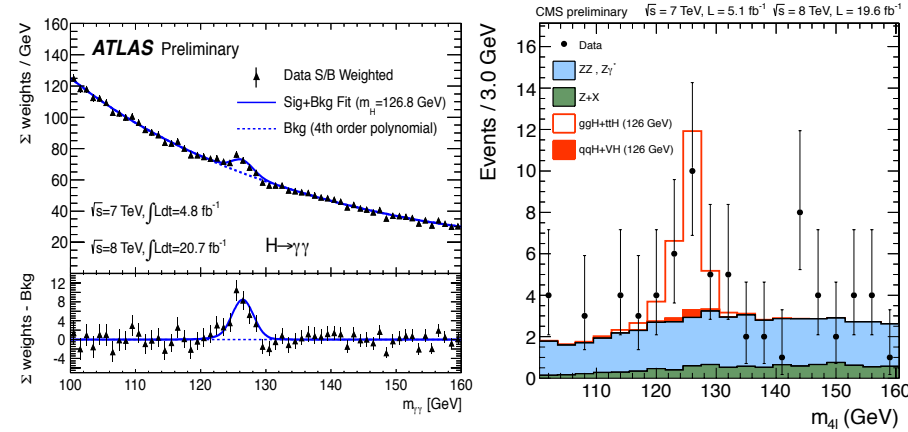 ATLAS Preliminary
Data S/B Weighted
Sig+Bkg Fit (m_H=126.8 GeV)
Bkg (4th order polynomial)
√s=7 TeV, ∫Ldt=4.8 fb⁻¹
√s=8 TeV, ∫Ldt=20.7 fb⁻¹
H→γγ
Σ weights / GeV
160
140
120
100
80
60
40
20
Σ weights - Bkg
12
8
4
0
-4
100 110 120 130 140 150 160
m_γγ [GeV]
CMS preliminary √s = 7 TeV, L = 5.1 fb⁻¹ √s = 8 TeV, L = 19.6 fb⁻¹
Data
ZZ , Zγ*
Z+X
ggH+ttH (126 GeV)
qqH+VH (126 GeV)
Events / 3.0 GeV
16
14
12
10
8
6
4
2
0
110 120 130 140 150 160
m_4l (GeV)